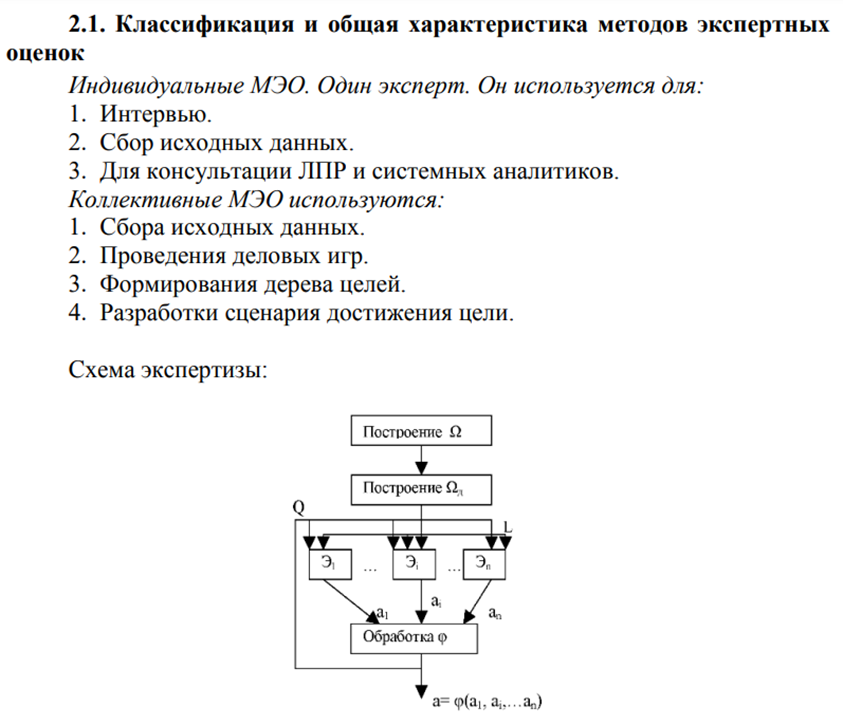 2.1. Классификация и общая характеристика методов экспертных
оценок
Индивидуальные МЭО. Один эксперт. Он используется для:
1. Интервью.
2. Сбор исходных данных.
3. Для консультации ЛПР и системных аналитиков.
Коллективные МЭО используются:
1. Сбора исходных данных.
2. Проведения деловых игр.
3. Формирования дерева целей.
4. Разработки сценария достижения цели.
Схема экспертизы:
Построение Ω
Построение Ωд
Q
L
Э1 ... Эi ... Эn
a1 ai an
Обработка φ
a= φ(a1, ai,...an)